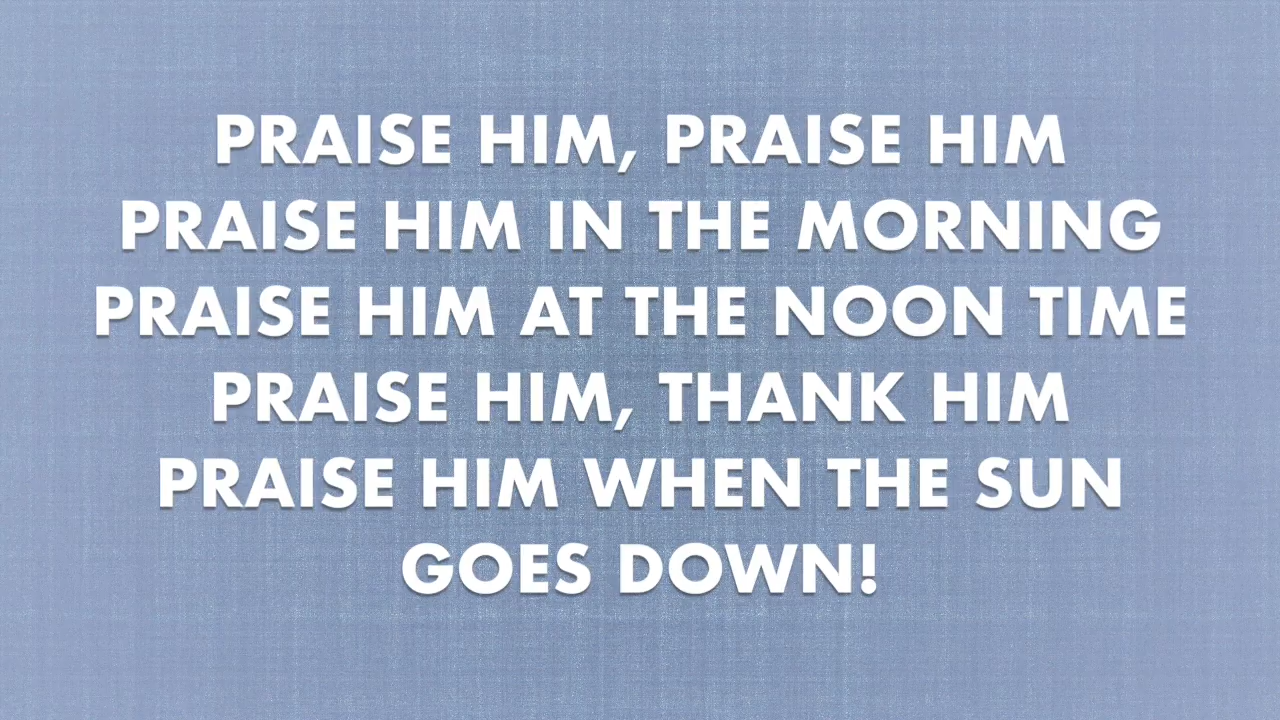 PRAISE HIM, PRAISE HIM
PRAISE HIM IN THE MORNING
PRAISE HIM AT THE NOON TIME
PRAISE HIM, THANK HIM
PRAISE HIM WHEN THE SUN
GOES DOWN!